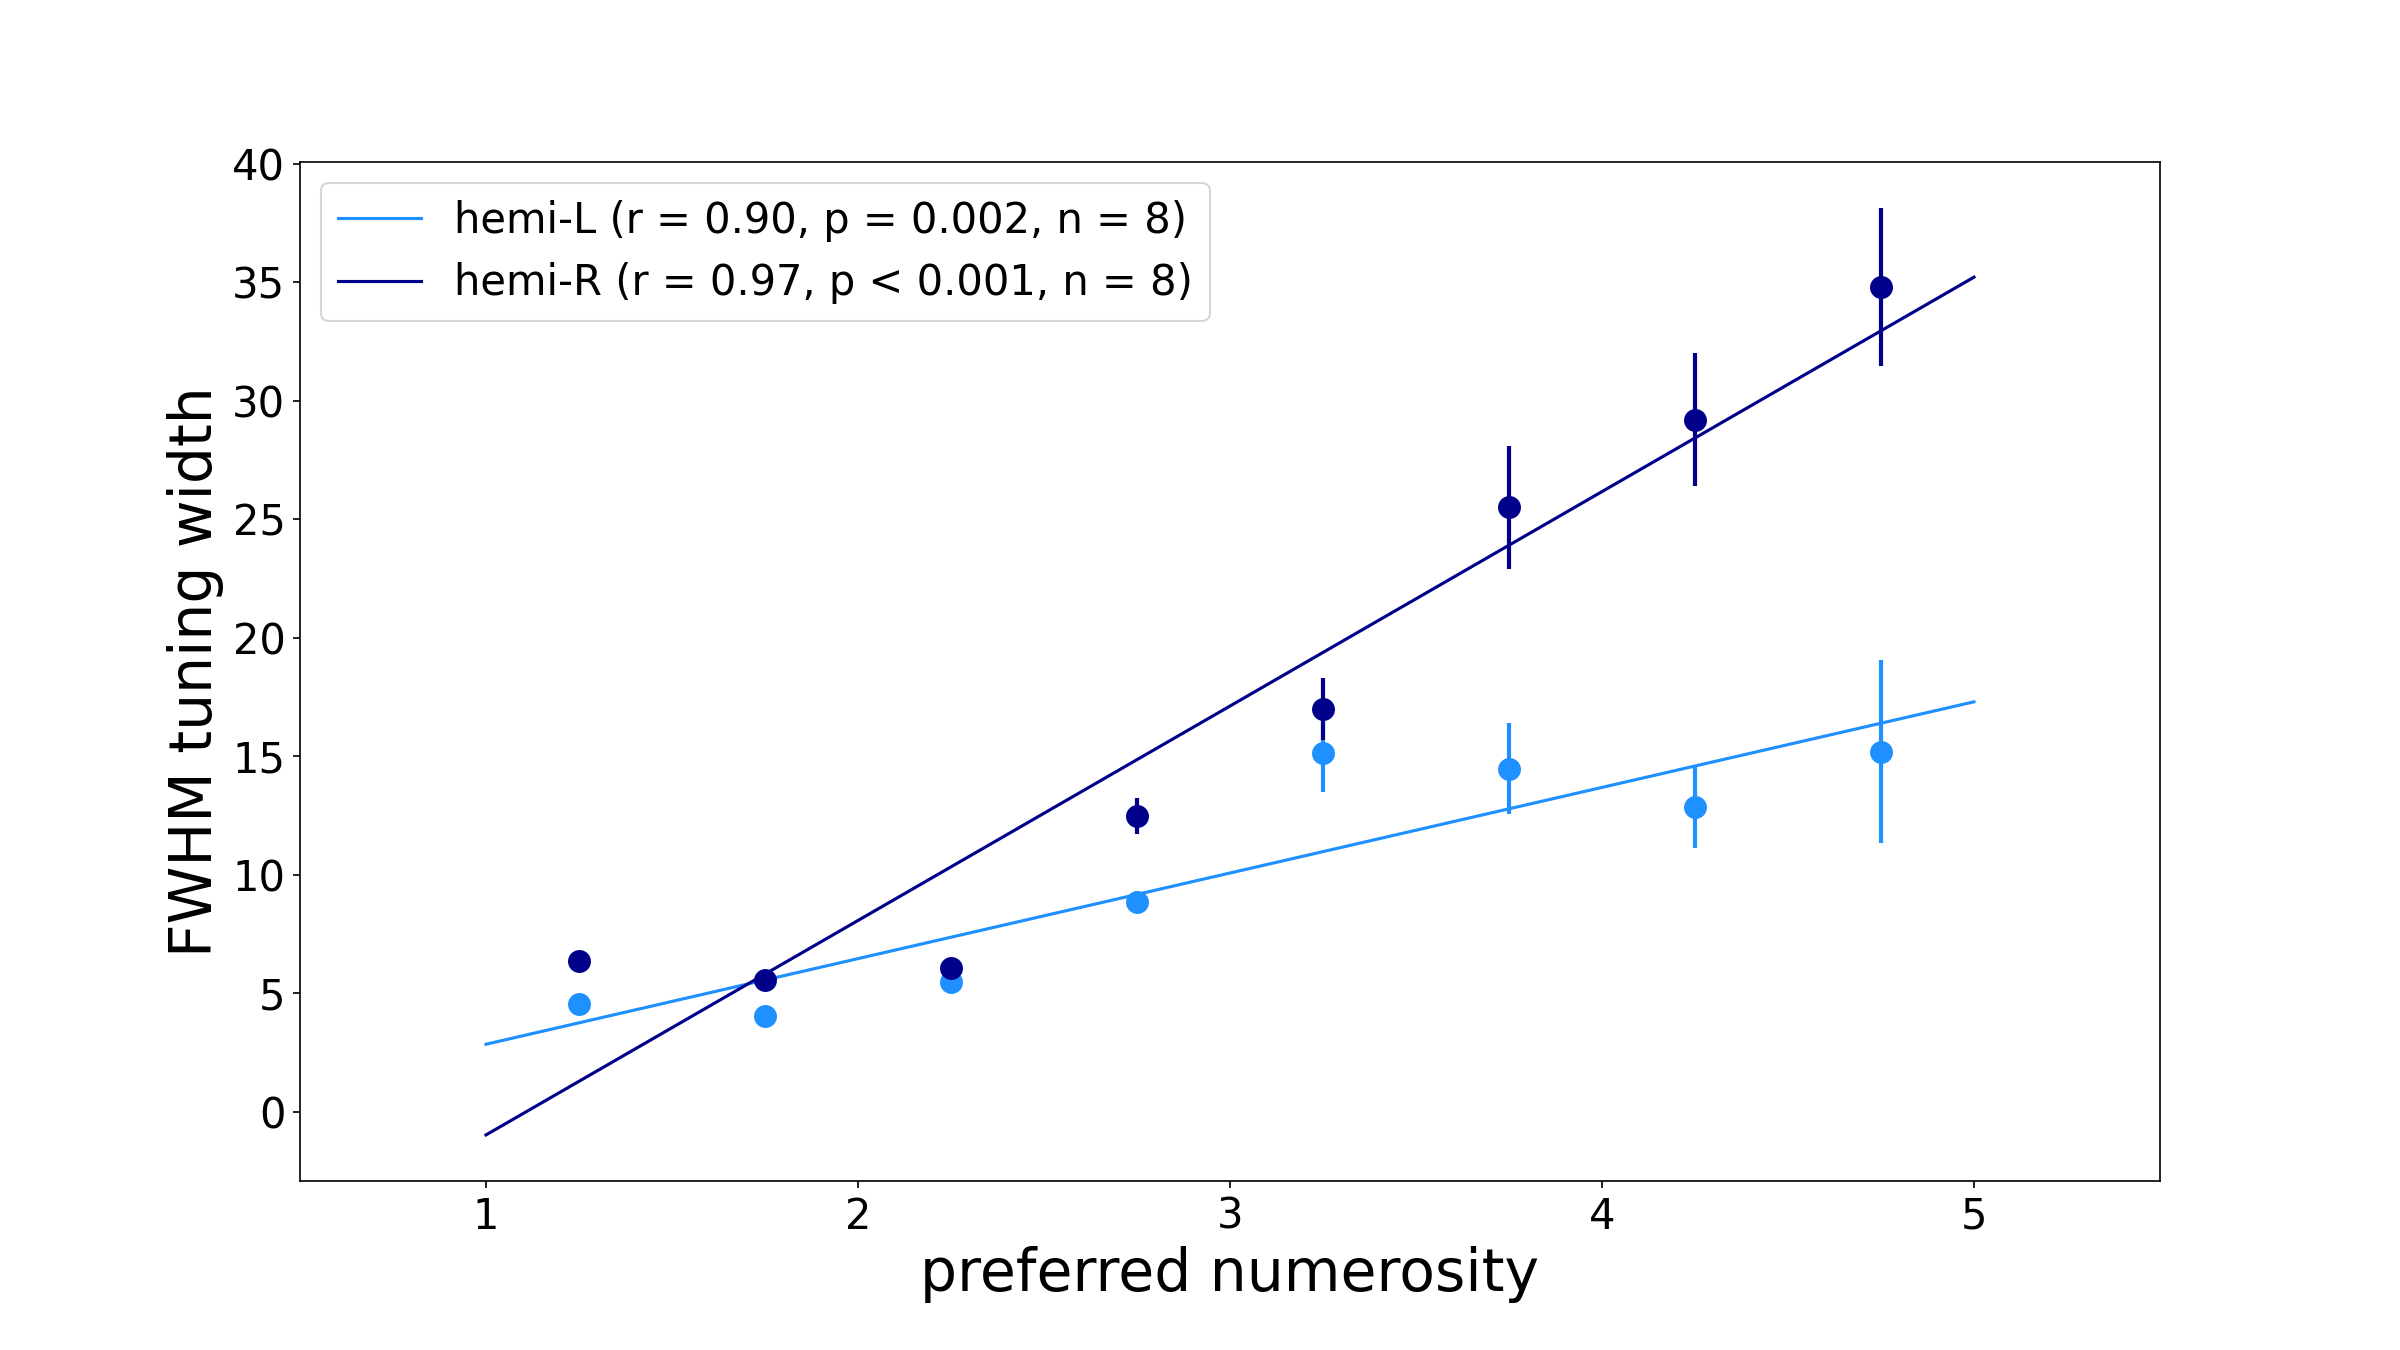 hemi-L (r = 0.90, p = 0.002, n = 8)
hemi-R (r = 0.97, p < 0.001, n = 8)
FWHM tuning width
40
35
30
25
20
15
10
5
0
1 2 3 4 5
preferred numerosity